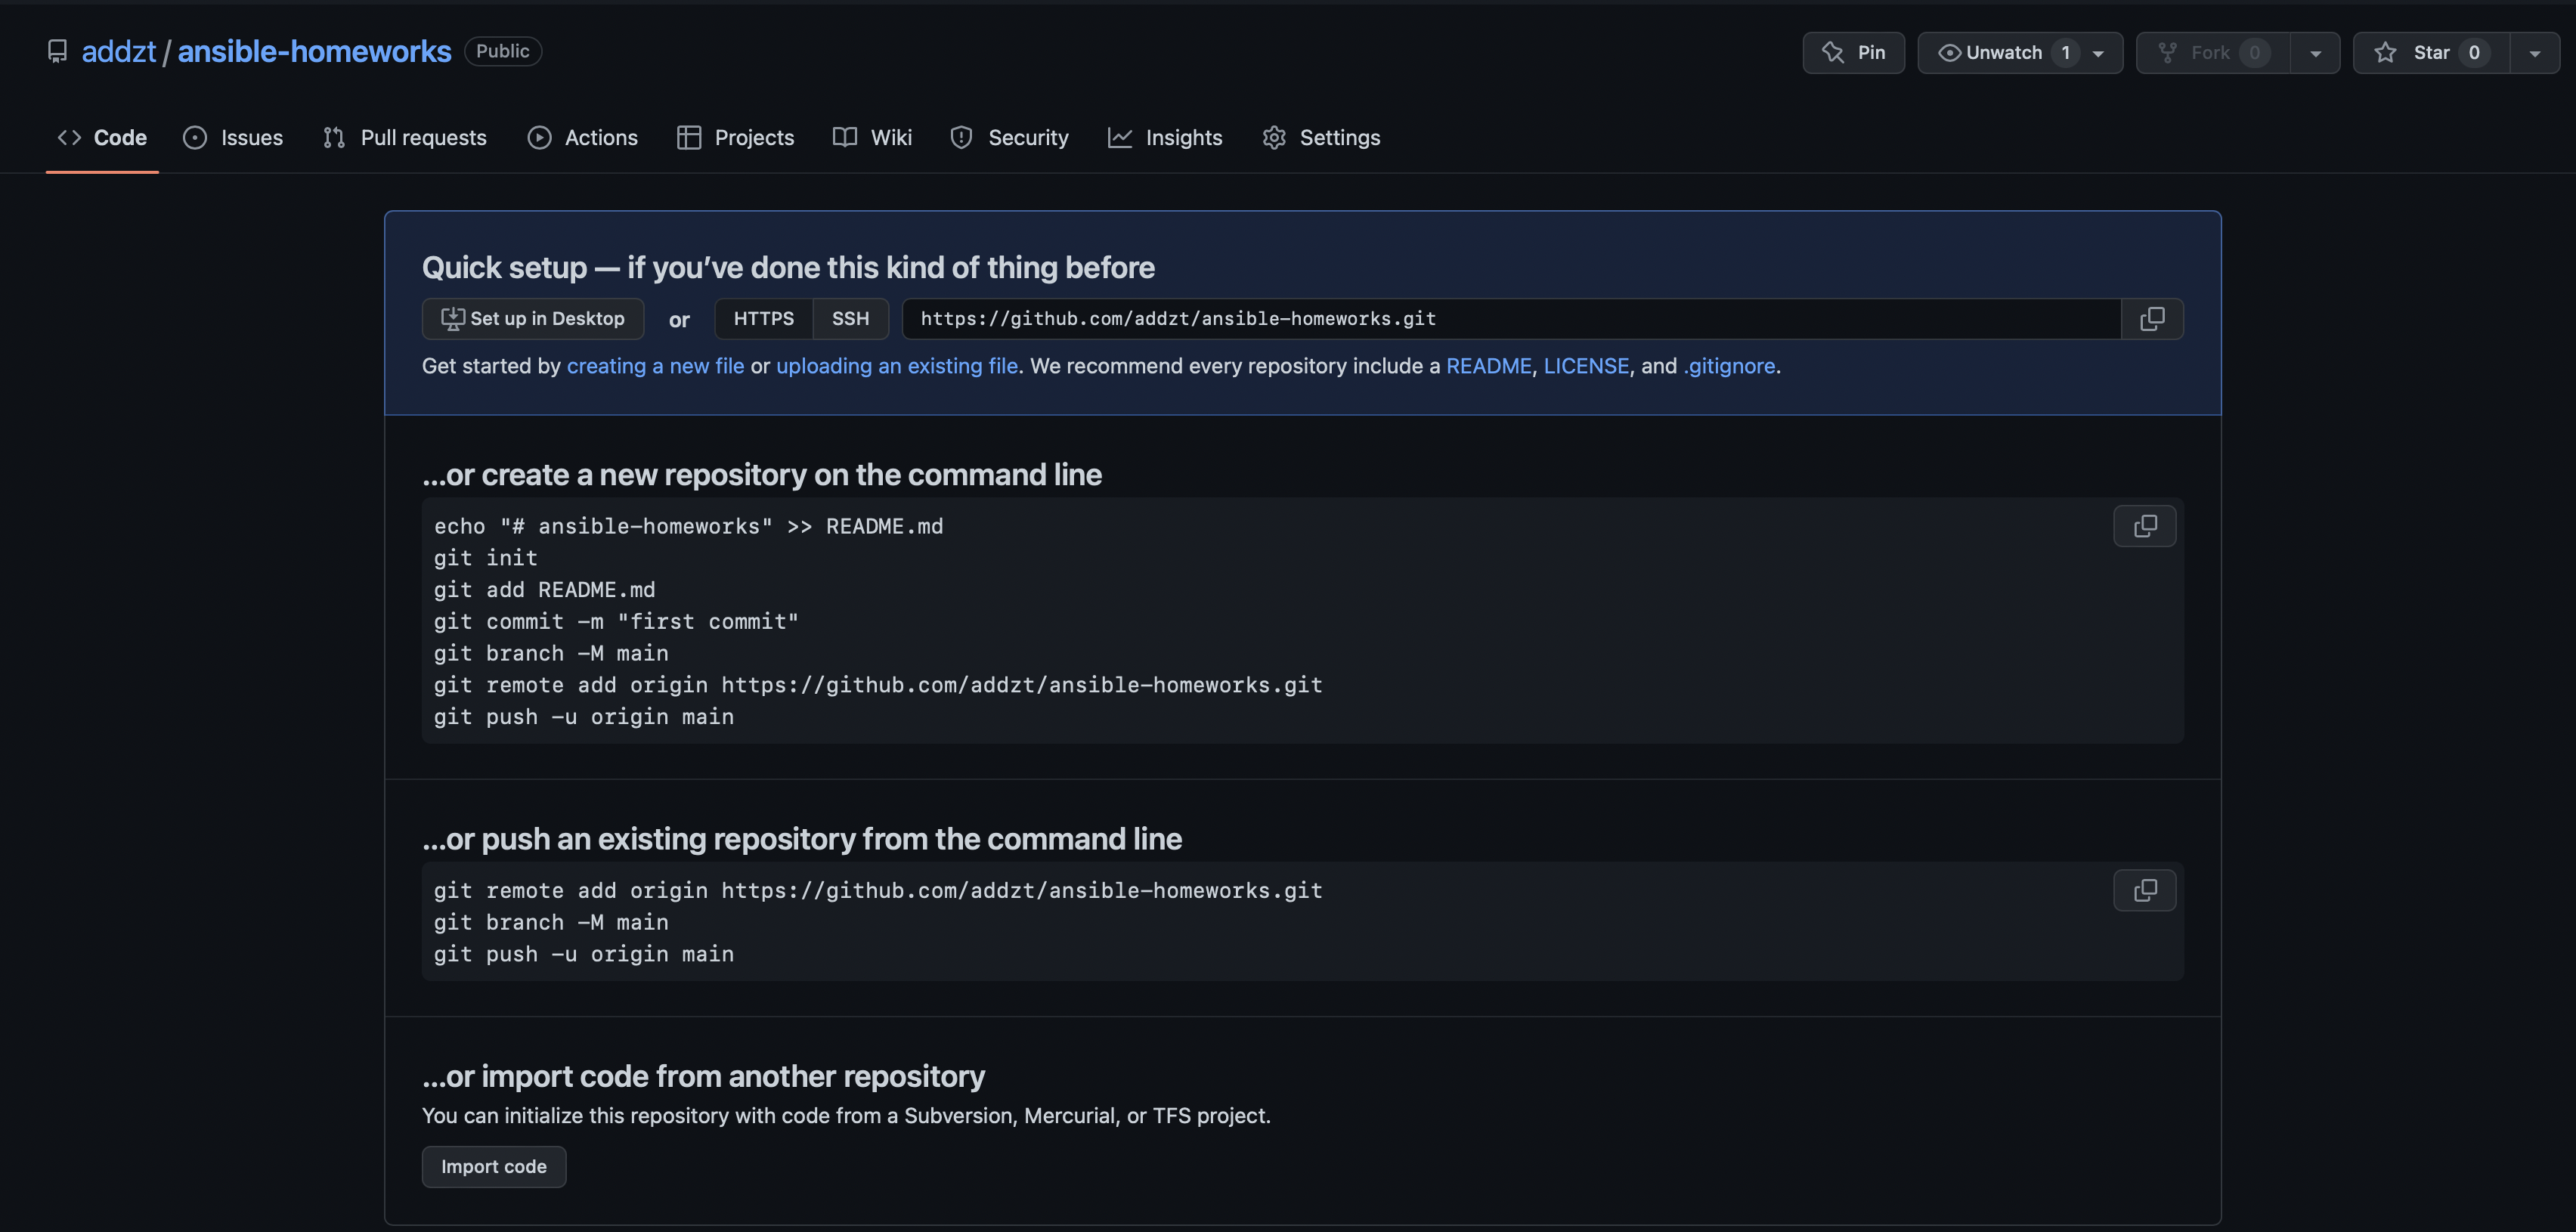 addzt / ansible-homeworks Public
Pin
Unwatch 1
Fork 0
Star 0
Code Issues Pull requests Actions Projects Wiki Security Insights Settings
Quick setup — if you’ve done this kind of thing before
Set up in Desktop or HTTPS SSH https://github.com/addzt/ansible-homeworks.git
Get started by creating a new file or uploading an existing file. We recommend every repository include a README, LICENSE, and .gitignore.
…or create a new repository on the command line
echo "# ansible-homeworks" >> README.md
git init
git add README.md
git commit -m "first commit"
git branch -M main
git remote add origin https://github.com/addzt/ansible-homeworks.git
git push -u origin main
…or push an existing repository from the command line
git remote add origin https://github.com/addzt/ansible-homeworks.git
git branch -M main
git push -u origin main
…or import code from another repository
You can initialize this repository with code from a Subversion, Mercurial, or TFS project.
Import code